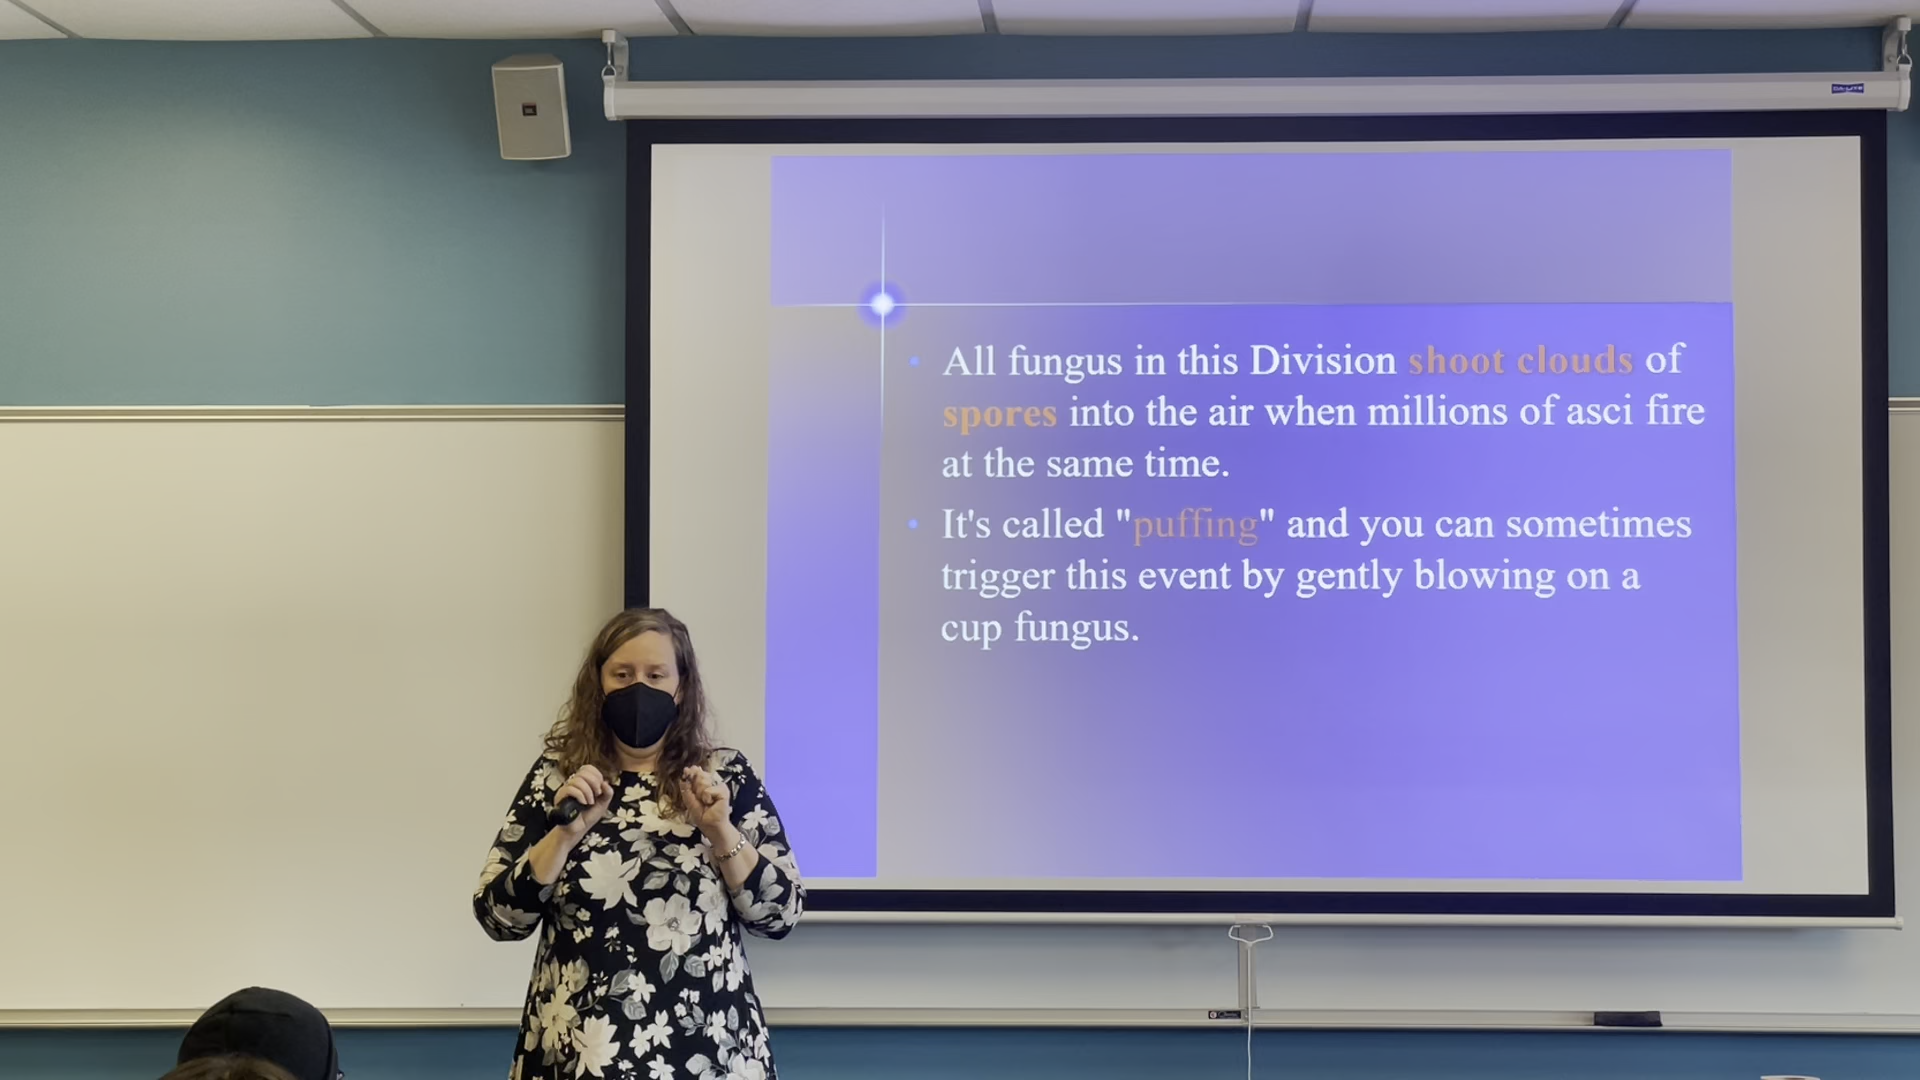 All fungus in this Division shoot clouds of
spores into the air when millions of asci fire
at the same time.
It's called "puffing" and you can sometimes
trigger this event by gently blowing on a
cup fungus.